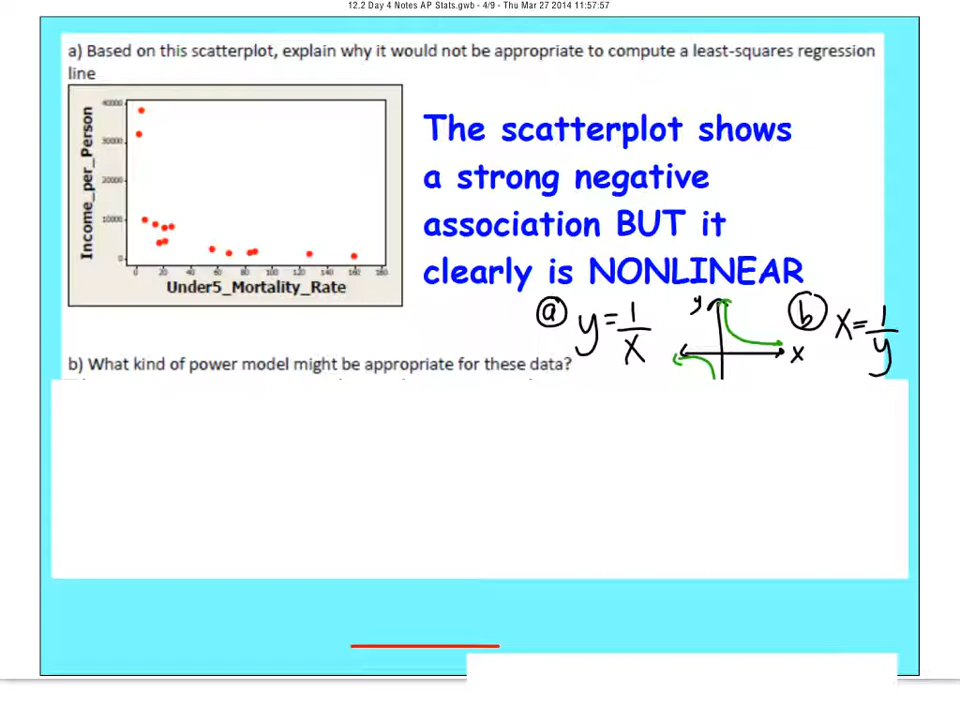 12.2 Day 4 Notes AP Stats.gwb - 4/9 - Thu Mar 27 2014 11:57:57
a) Based on this scatterplot, explain why it would not be appropriate to compute a least-squares regression
line
Income_per_Person
40000
30000
20000
10000
0
0 20 40 60 80 100 120 140 160 180
Under5_Mortality_Rate
The scatterplot shows
a strong negative
association BUT it
clearly is NONLINEAR
a y = 1/x
y
x
b x = 1/y
b) What kind of power model might be appropriate for these data?